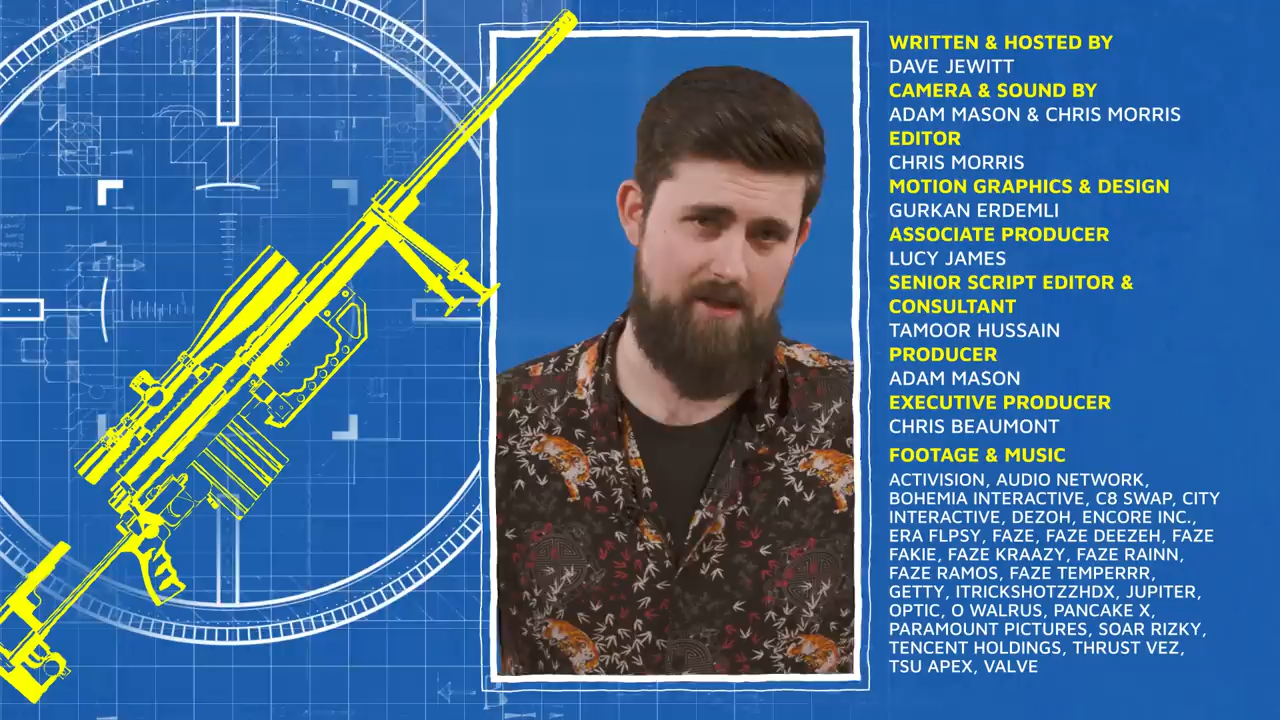 WRITTEN & HOSTED BY
DAVE JEWITT
CAMERA & SOUND BY
ADAM MASON & CHRIS MORRIS
EDITOR
CHRIS MORRIS
MOTION GRAPHICS & DESIGN
GURKAN ERDEMLI
ASSOCIATE PRODUCER
LUCY JAMES
SENIOR SCRIPT EDITOR &
CONSULTANT
TAMOOR HUSSAIN
PRODUCER
ADAM MASON
EXECUTIVE PRODUCER
CHRIS BEAUMONT
FOOTAGE & MUSIC
ACTIVISION, AUDIO NETWORK,
BOHEMIA INTERACTIVE, C8 SWAP, CITY
INTERACTIVE, DEZOH, ENCORE INC.,
ERA FLPSY, FAZE, FAZE DEEZEH, FAZE
FAKIE, FAZE KRAAZY, FAZE RAINN,
FAZE RAMOS, FAZE TEMPERRR,
GETTY, ITRICKSHOTZZHDX, JUPITER,
OPTIC, O WALRUS, PANCAKE X,
PARAMOUNT PICTURES, SOAR RIZKY,
TENCENT HOLDINGS, THRUST VEZ,
TSU APEX, VALVE